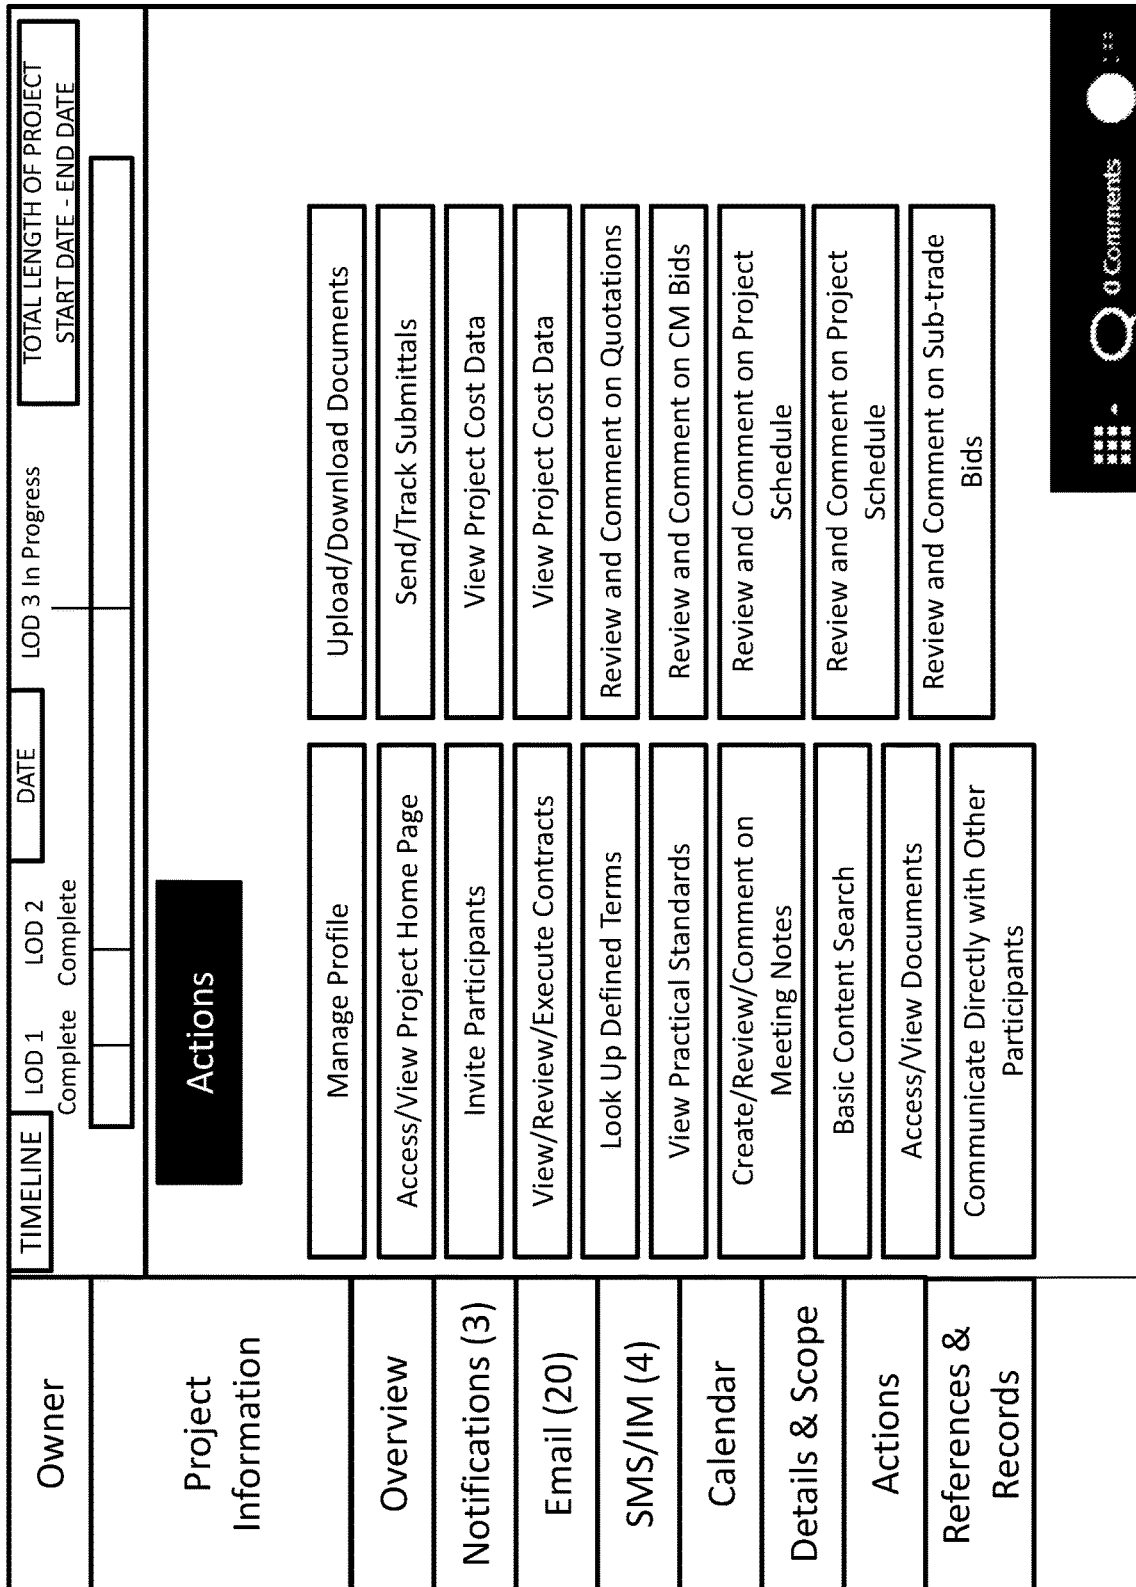 Owner
Project
Information
Overview
Notifications (3)
Email (20)
SMS/IM (4)
Calendar
Details & Scope
Actions
References &
Records
TIMELINE
LOD 1
Complete
LOD 2
Complete
DATE
LOD 3 In Progress
TOTAL LENGTH OF PROJECT
START DATE - END DATE
Actions
Manage Profile
Access/View Project Home Page
Invite Participants
View/Review/Execute Contracts
Look Up Defined Terms
View Practical Standards
Create/Review/Comment on
Meeting Notes
Basic Content Search
Access/View Documents
Communicate Directly with Other
Participants
Upload/Download Documents
Send/Track Submittals
View Project Cost Data
View Project Cost Data
Review and Comment on Quotations
Review and Comment on CM Bids
Review and Comment on Project
Schedule
Review and Comment on Project
Schedule
Review and Comment on Sub-trade
Bids
0 Comments